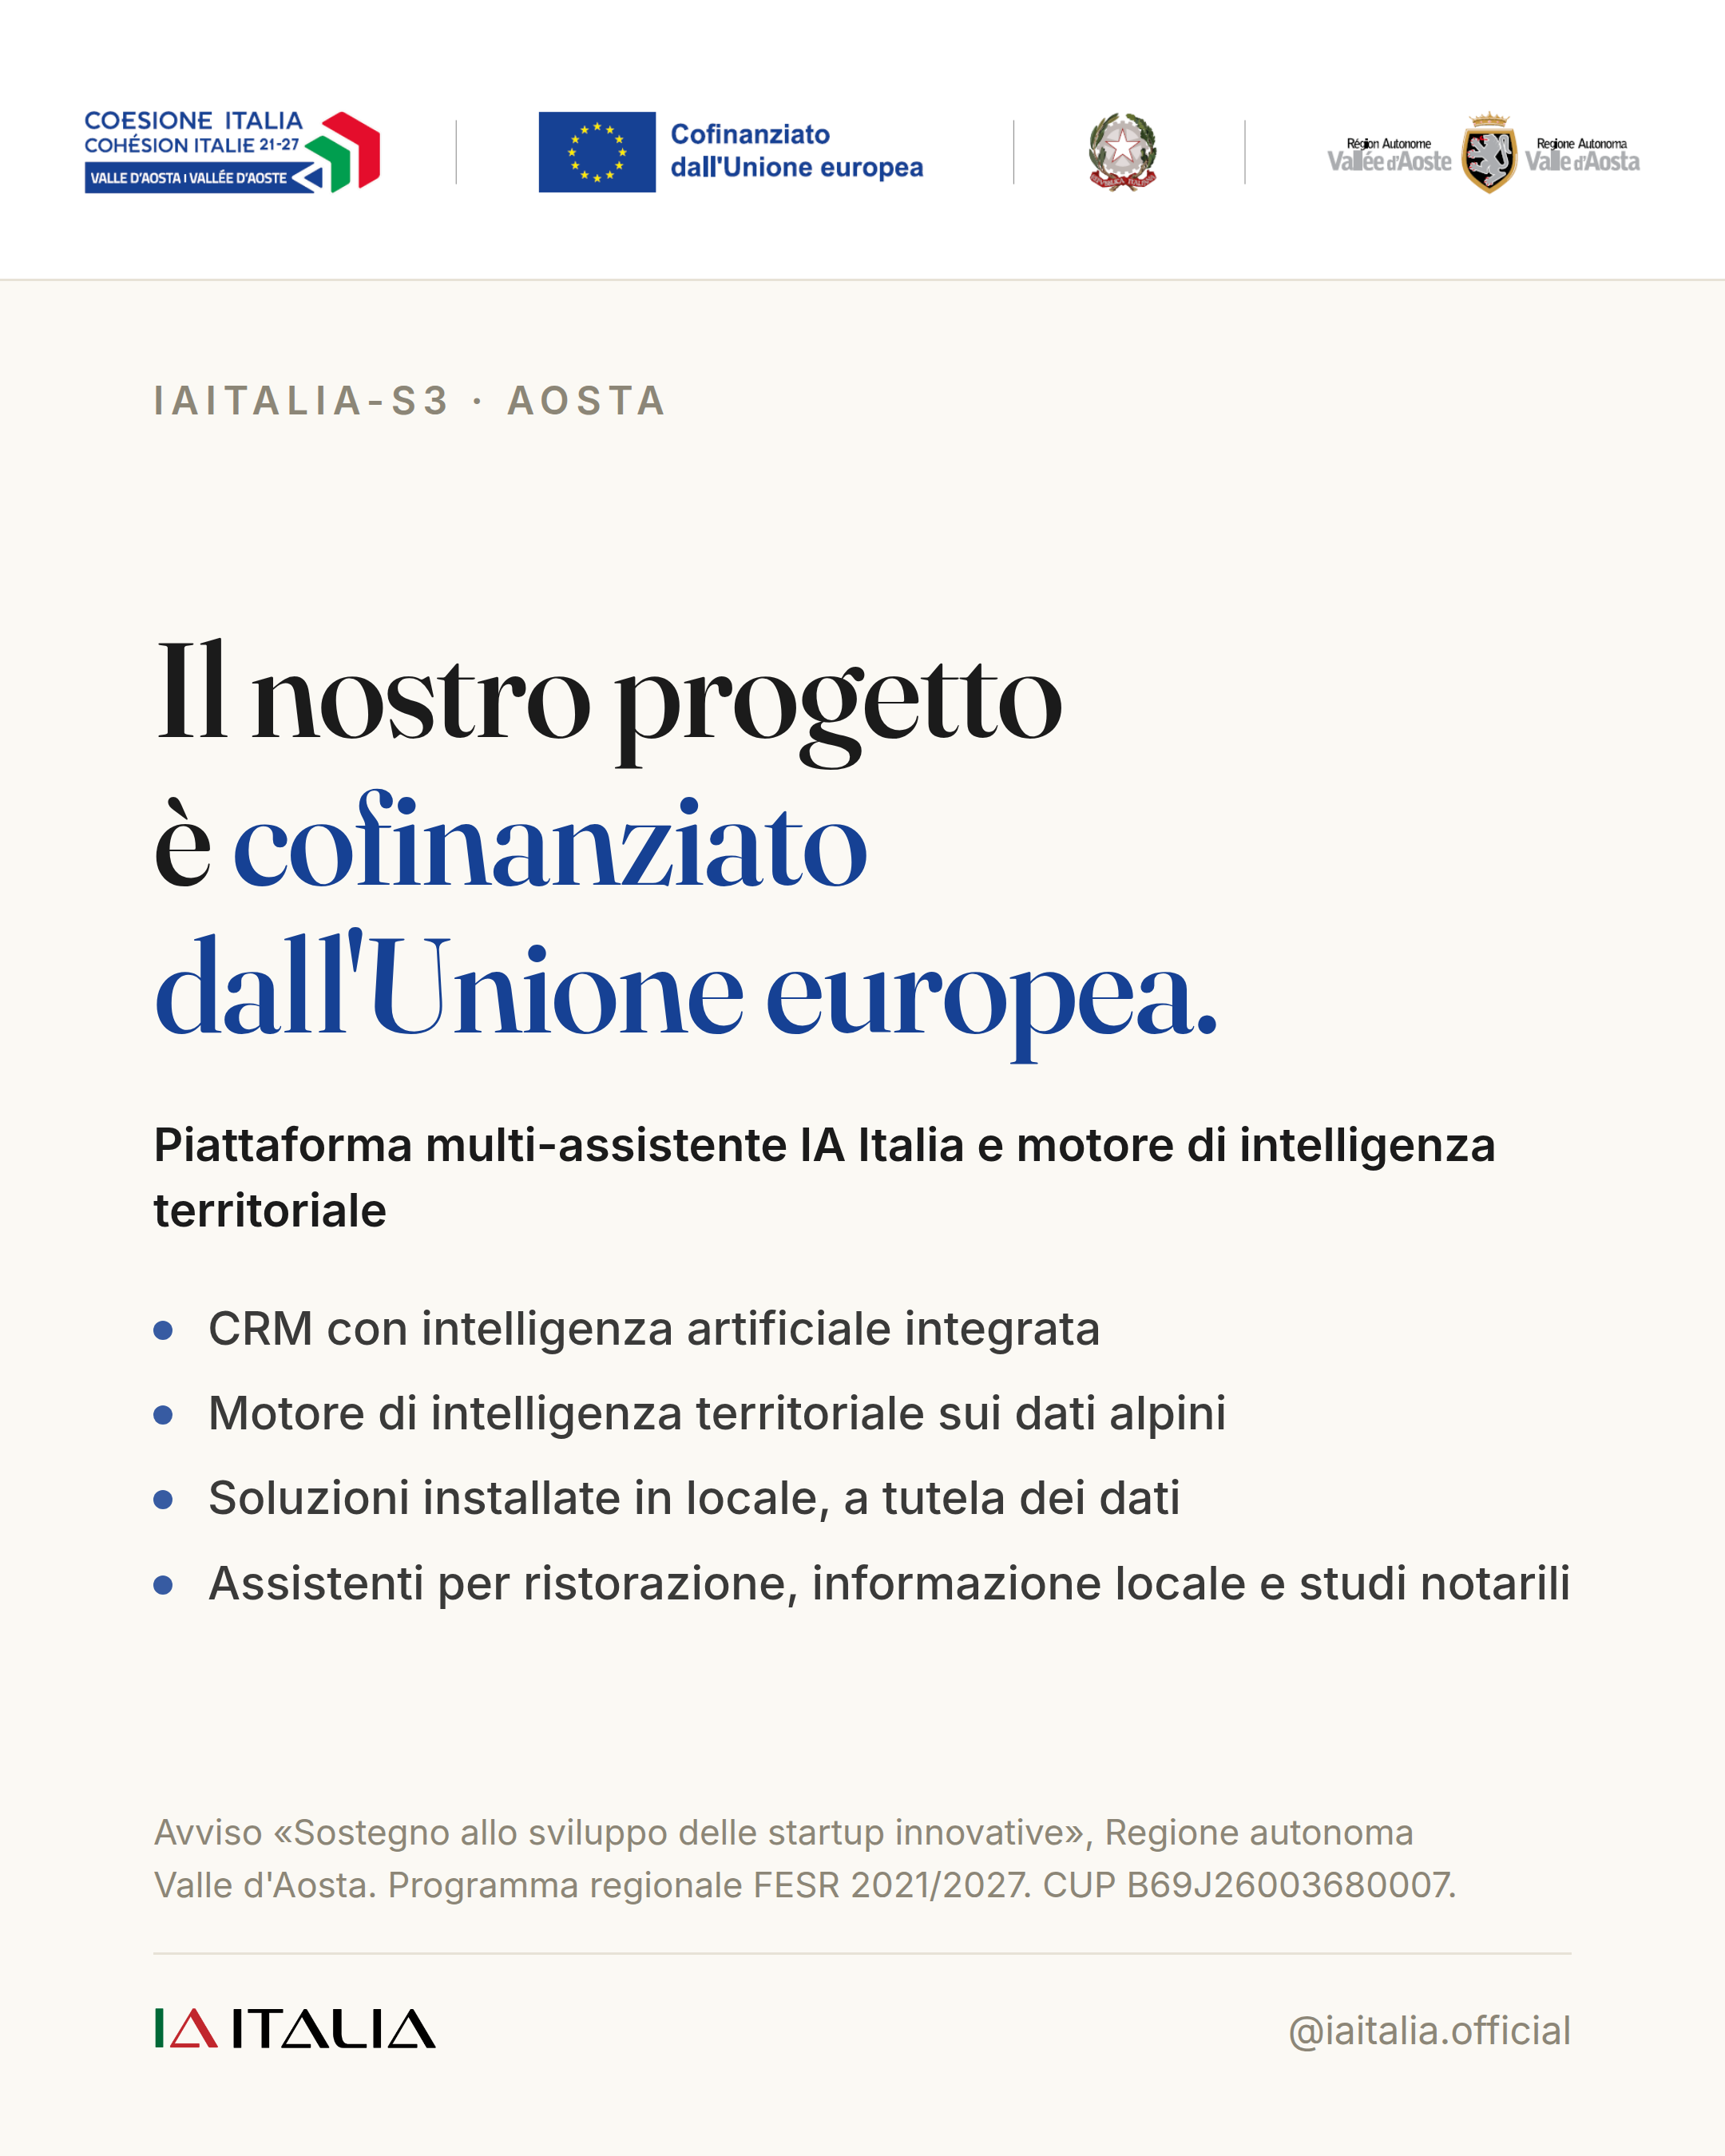 COESIONE ITALIA
COHÉSION ITALIE 21-27
VALLE D'AOSTA | VALLÉE D'AOSTE
Cofinanziato
dall'Unione europea
REPVBBLICA ITALIANA
Région Autonome
Vallée d'Aoste
Regione Autonoma
Valle d'Aosta
IAITALIA-S3 · AOSTA
Il nostro progetto
è cofinanziato
dall'Unione europea.
Piattaforma multi-assistente IA Italia e motore di intelligenza
territoriale
CRM con intelligenza artificiale integrata
Motore di intelligenza territoriale sui dati alpini
Soluzioni installate in locale, a tutela dei dati
Assistenti per ristorazione, informazione locale e studi notarili
Avviso «Sostegno allo sviluppo delle startup innovative», Regione autonoma
Valle d'Aosta. Programma regionale FESR 2021/2027. CUP B69J26003680007.
IA ITALIA
@iaitalia.official